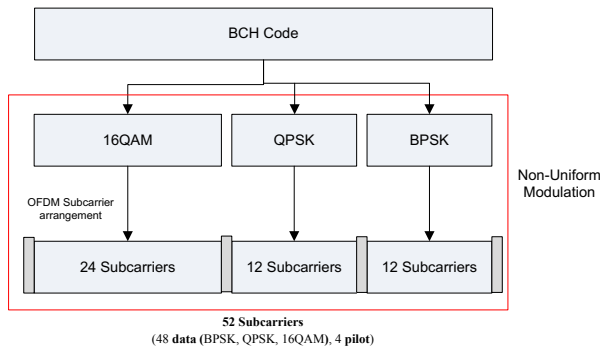 BCH Code
16QAM
QPSK
BPSK
Non-Uniform
Modulation
OFDM Subcarrier
arrangement
24 Subcarriers
12 Subcarriers
12 Subcarriers
52 Subcarriers
(48 data (BPSK, QPSK, 16QAM), 4 pilot)